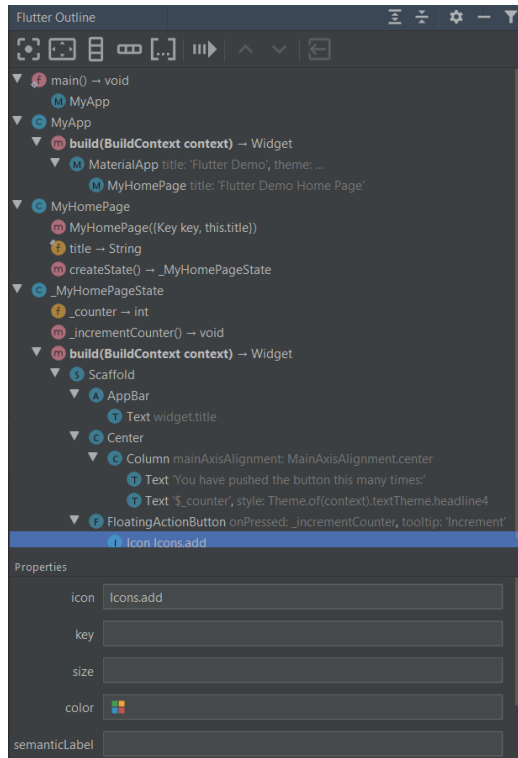 Flutter Outline
main() → void
MyApp
MyApp
build(BuildContext context) → Widget
MaterialApp title: 'Flutter Demo', theme: ...
MyHomePage title: 'Flutter Demo Home Page'
MyHomePage
MyHomePage({Key key, this.title})
title → String
createState() → _MyHomePageState
_MyHomePageState
_counter → int
_incrementCounter() → void
build(BuildContext context) → Widget
Scaffold
AppBar
Text widget.title
Center
Column mainAxisAlignment: MainAxisAlignment.center
Text 'You have pushed the button this many times:'
Text '$_counter', style: Theme.of(context).textTheme.headline4
FloatingActionButton onPressed: _incrementCounter, tooltip: 'Increment'
Icon Icons.add
Properties
icon Icons.add
key
size
color
semanticLabel